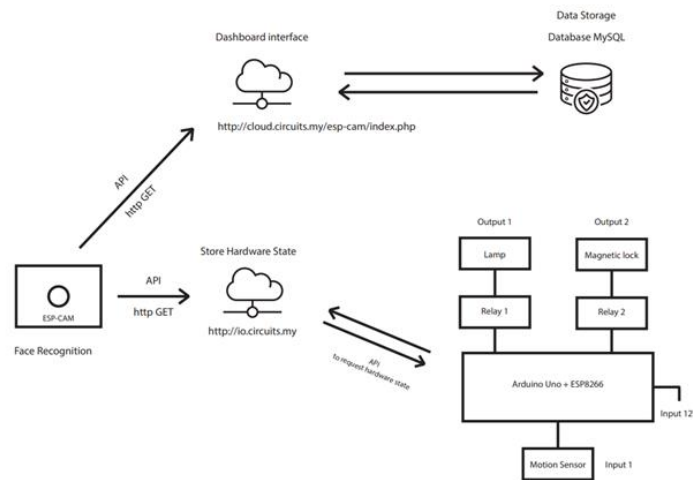 Data Storage
Dashboard interface
Database MySQL
http://cloud.circuits.my/esp-cam/index.php
API
http GET
Output 1
Output 2
Lamp
Magnetic lock
Store Hardware State
API
ESP-CAM
http GET
Relay 1
Relay 2
http://io.circuits.my
Face Recognition
API
to request hardware state
Arduino Uno + ESP8266
Input 12
Motion Sensor
Input 1